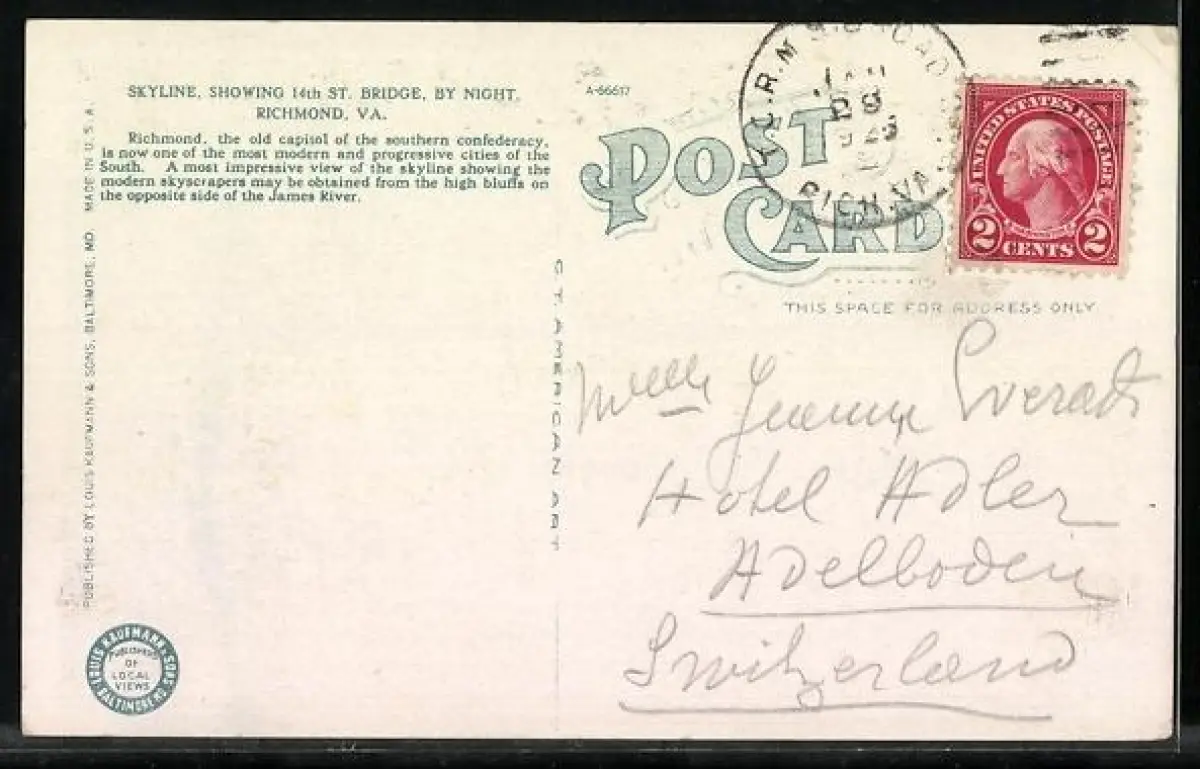 SKYLINE, SHOWING 14th ST. BRIDGE, BY NIGHT,
RICHMOND, VA.
Richmond, the old capitol of the southern confederacy,
is now one of the most modern and progressive cities of the
South. A most impressive view of the skyline showing the
modern skyscrapers may be obtained from the high bluffs on
the opposite side of the James River.
PUBLISHED BY LOUIS KAUFMANN & SONS, BALTIMORE, MD. MADE IN U.S.A.
LOUIS KAUFMANN & SONS BALTIMORE MD.
PUBLISHERS
OF
LOCAL
VIEWS
C.T. AMERICAN ART
A-66617
POST
CARD
R.M.S.
RICH. VA.
UNITED STATES POSTAGE
2 CENTS 2
THIS SPACE FOR ADDRESS ONLY
Melle
Hotel Adler
Adelboden
Switzerland